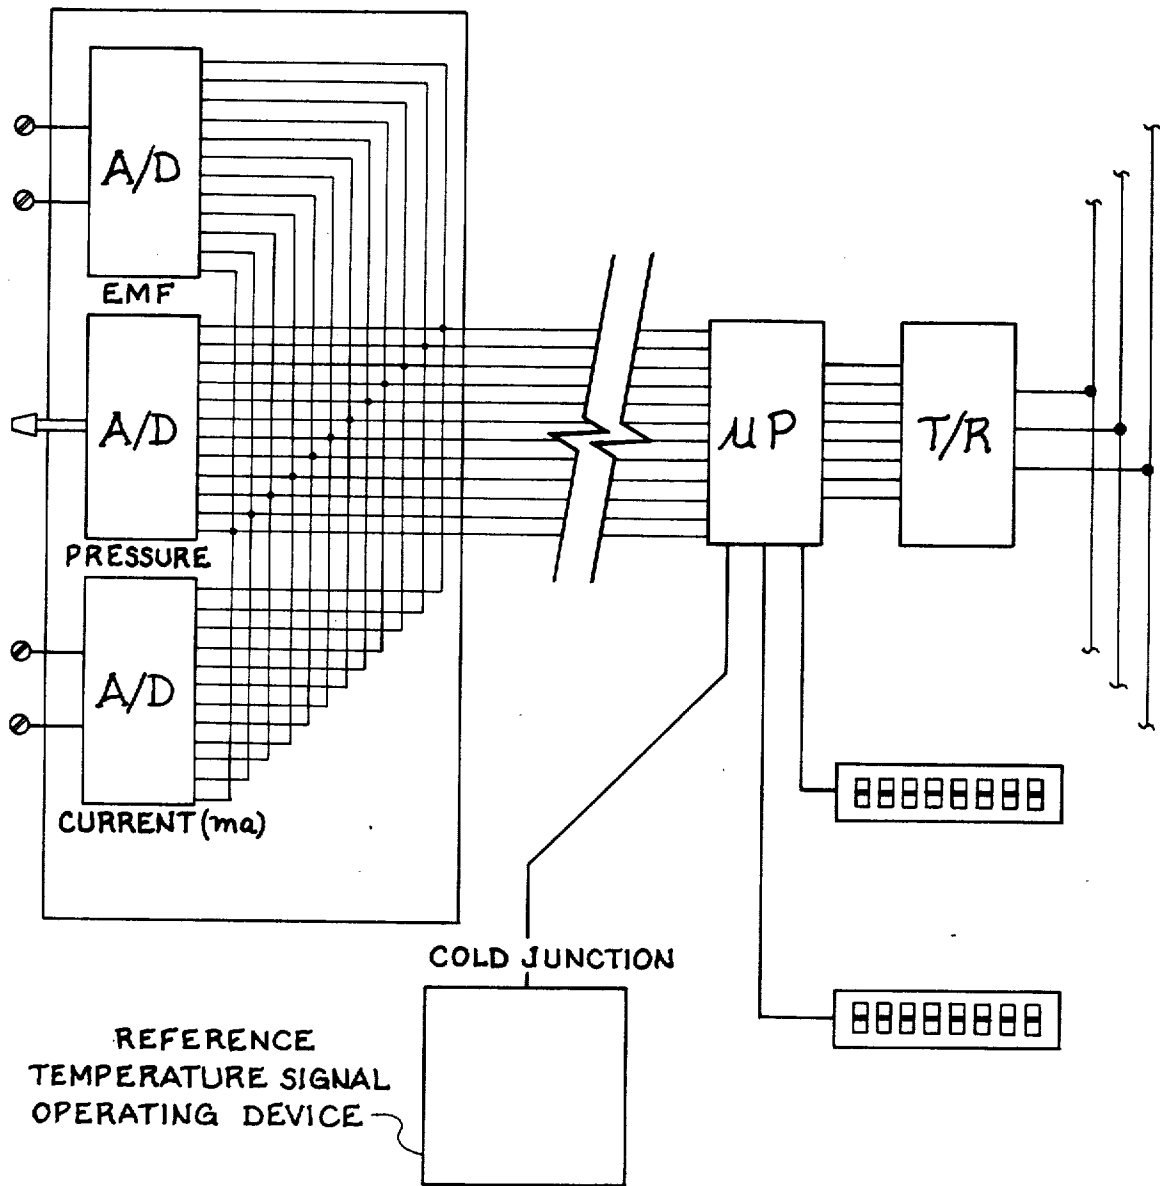 A/D
EMF
A/D
PRESSURE
A/D
CURRENT (ma)
μP
T/R
COLD JUNCTION
REFERENCE
TEMPERATURE SIGNAL
OPERATING DEVICE